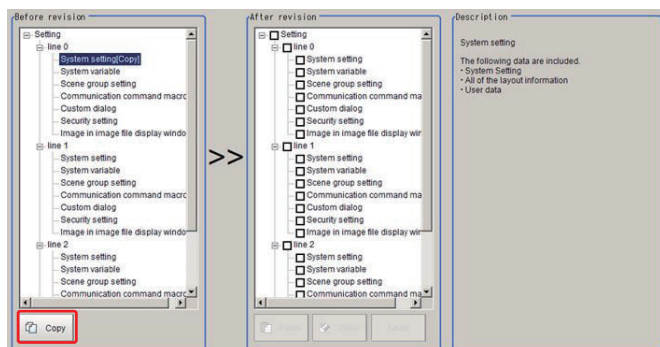 Before revision
Setting
line 0
System setting[Copy]
System variable
Scene group setting
Communication command macro
Custom dialog
Security setting
Image in image file display windo
line 1
System setting
System variable
Scene group setting
Communication command macro
Custom dialog
Security setting
Image in image file display windo
line 2
System setting
System variable
Scene group setting
Communication command macro
Copy
>>
After revision
Setting
line 0
System setting
System variable
Scene group setting
Communication command ma
Custom dialog
Security setting
Image in image file display wir
line 1
System setting
System variable
Scene group setting
Communication command ma
Custom dialog
Security setting
Image in image file display wir
line 2
System setting
System variable
Scene group setting
Communication command ma
Description
System setting
The following data are included.
・System Setting
・All of the layout information
・User data